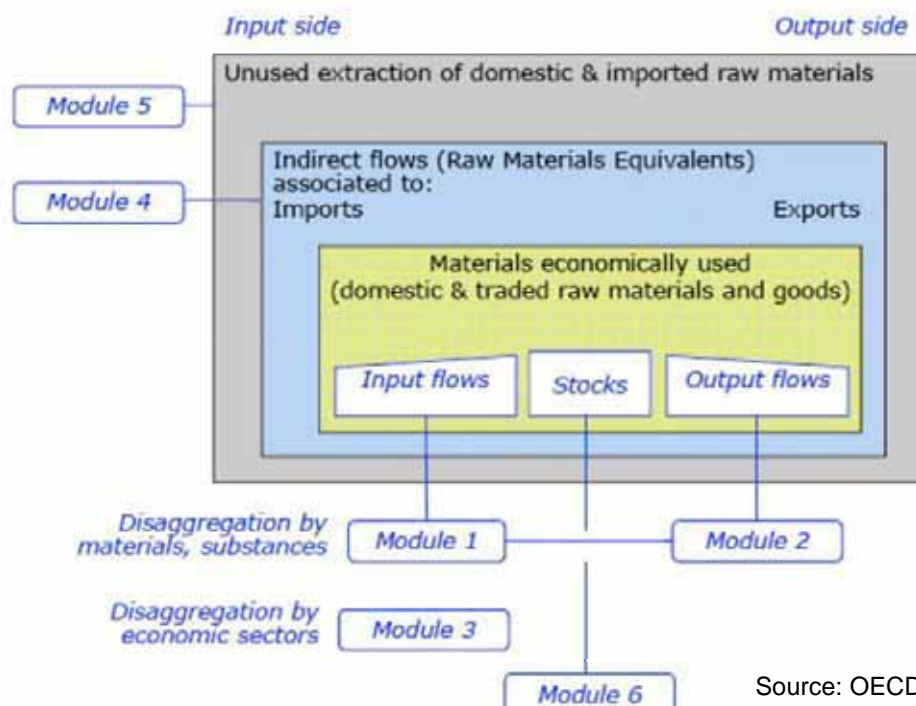 Input side
Output side
Unused extraction of domestic & imported raw materials
Module 5
Indirect flows (Raw Materials Equivalents)
associated to:
Imports
Exports
Module 4
Materials economically used
(domestic & traded raw materials and goods)
Input flows
Stocks
Output flows
Disaggregation by
materials, substances
Module 1
Module 2
Disaggregation by
economic sectors
Module 3
Module 6
Source: OECD